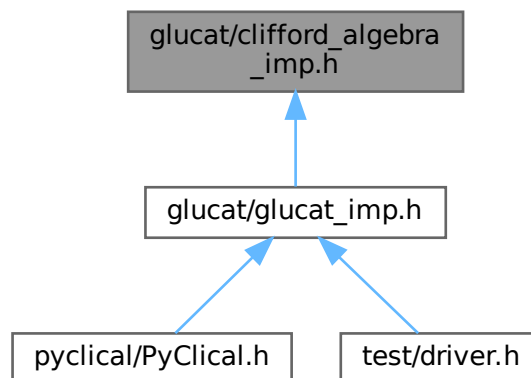 glucat/clifford_algebra
_imp.h
glucat/glucat_imp.h
pyclical/PyClical.h
test/driver.h